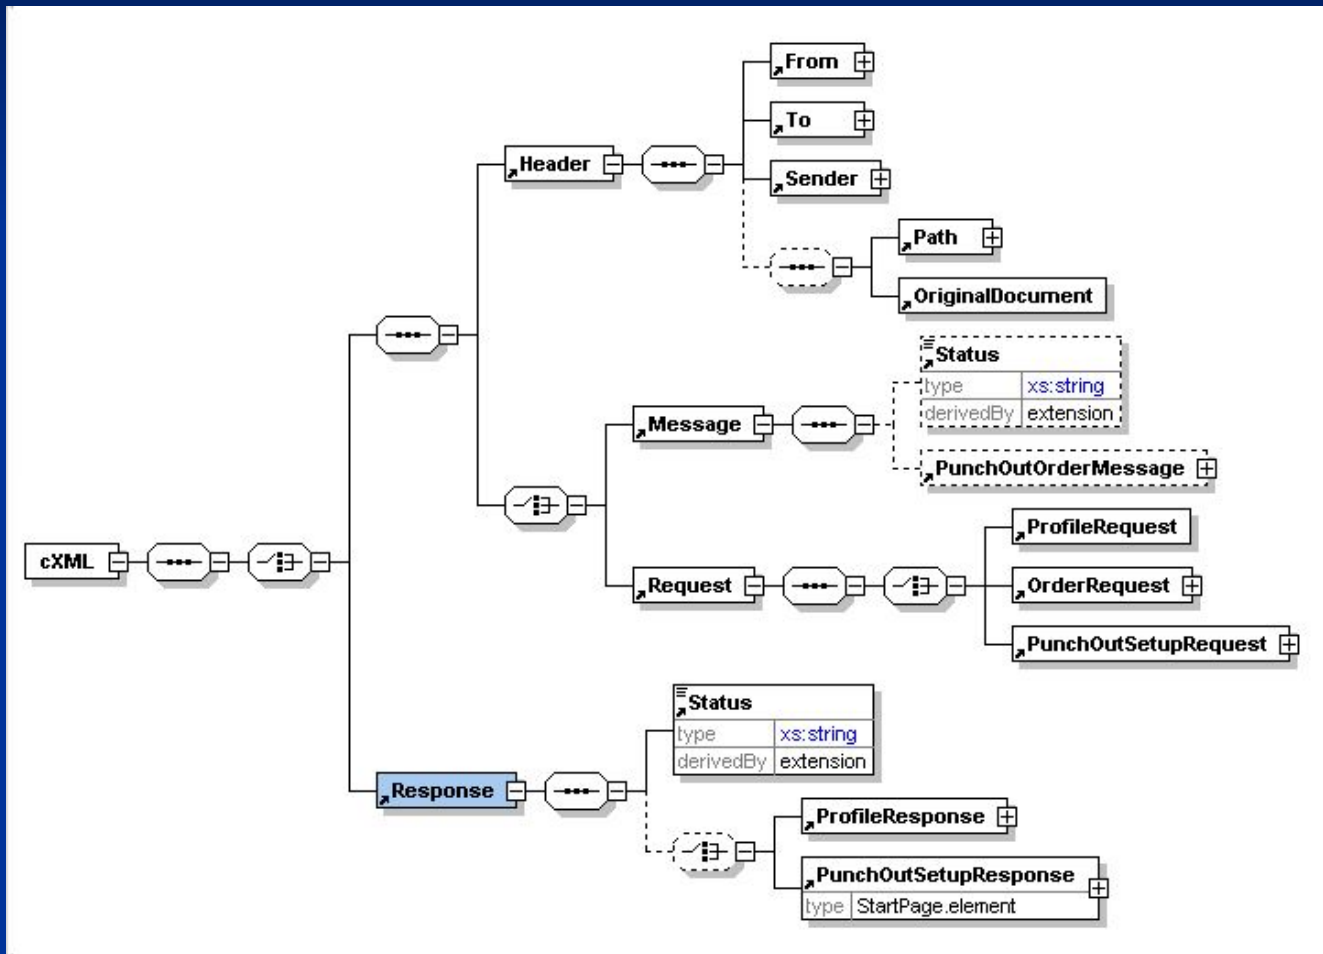 From
To
Header
Sender
Path
OriginalDocument
Status
type xs:string
derivedBy extension
Message
PunchOutOrderMessage
ProfileRequest
cXML
Request
OrderRequest
PunchOutSetupRequest
Status
type xs:string
derivedBy extension
Response
ProfileResponse
PunchOutSetupResponse
type StartPage.element